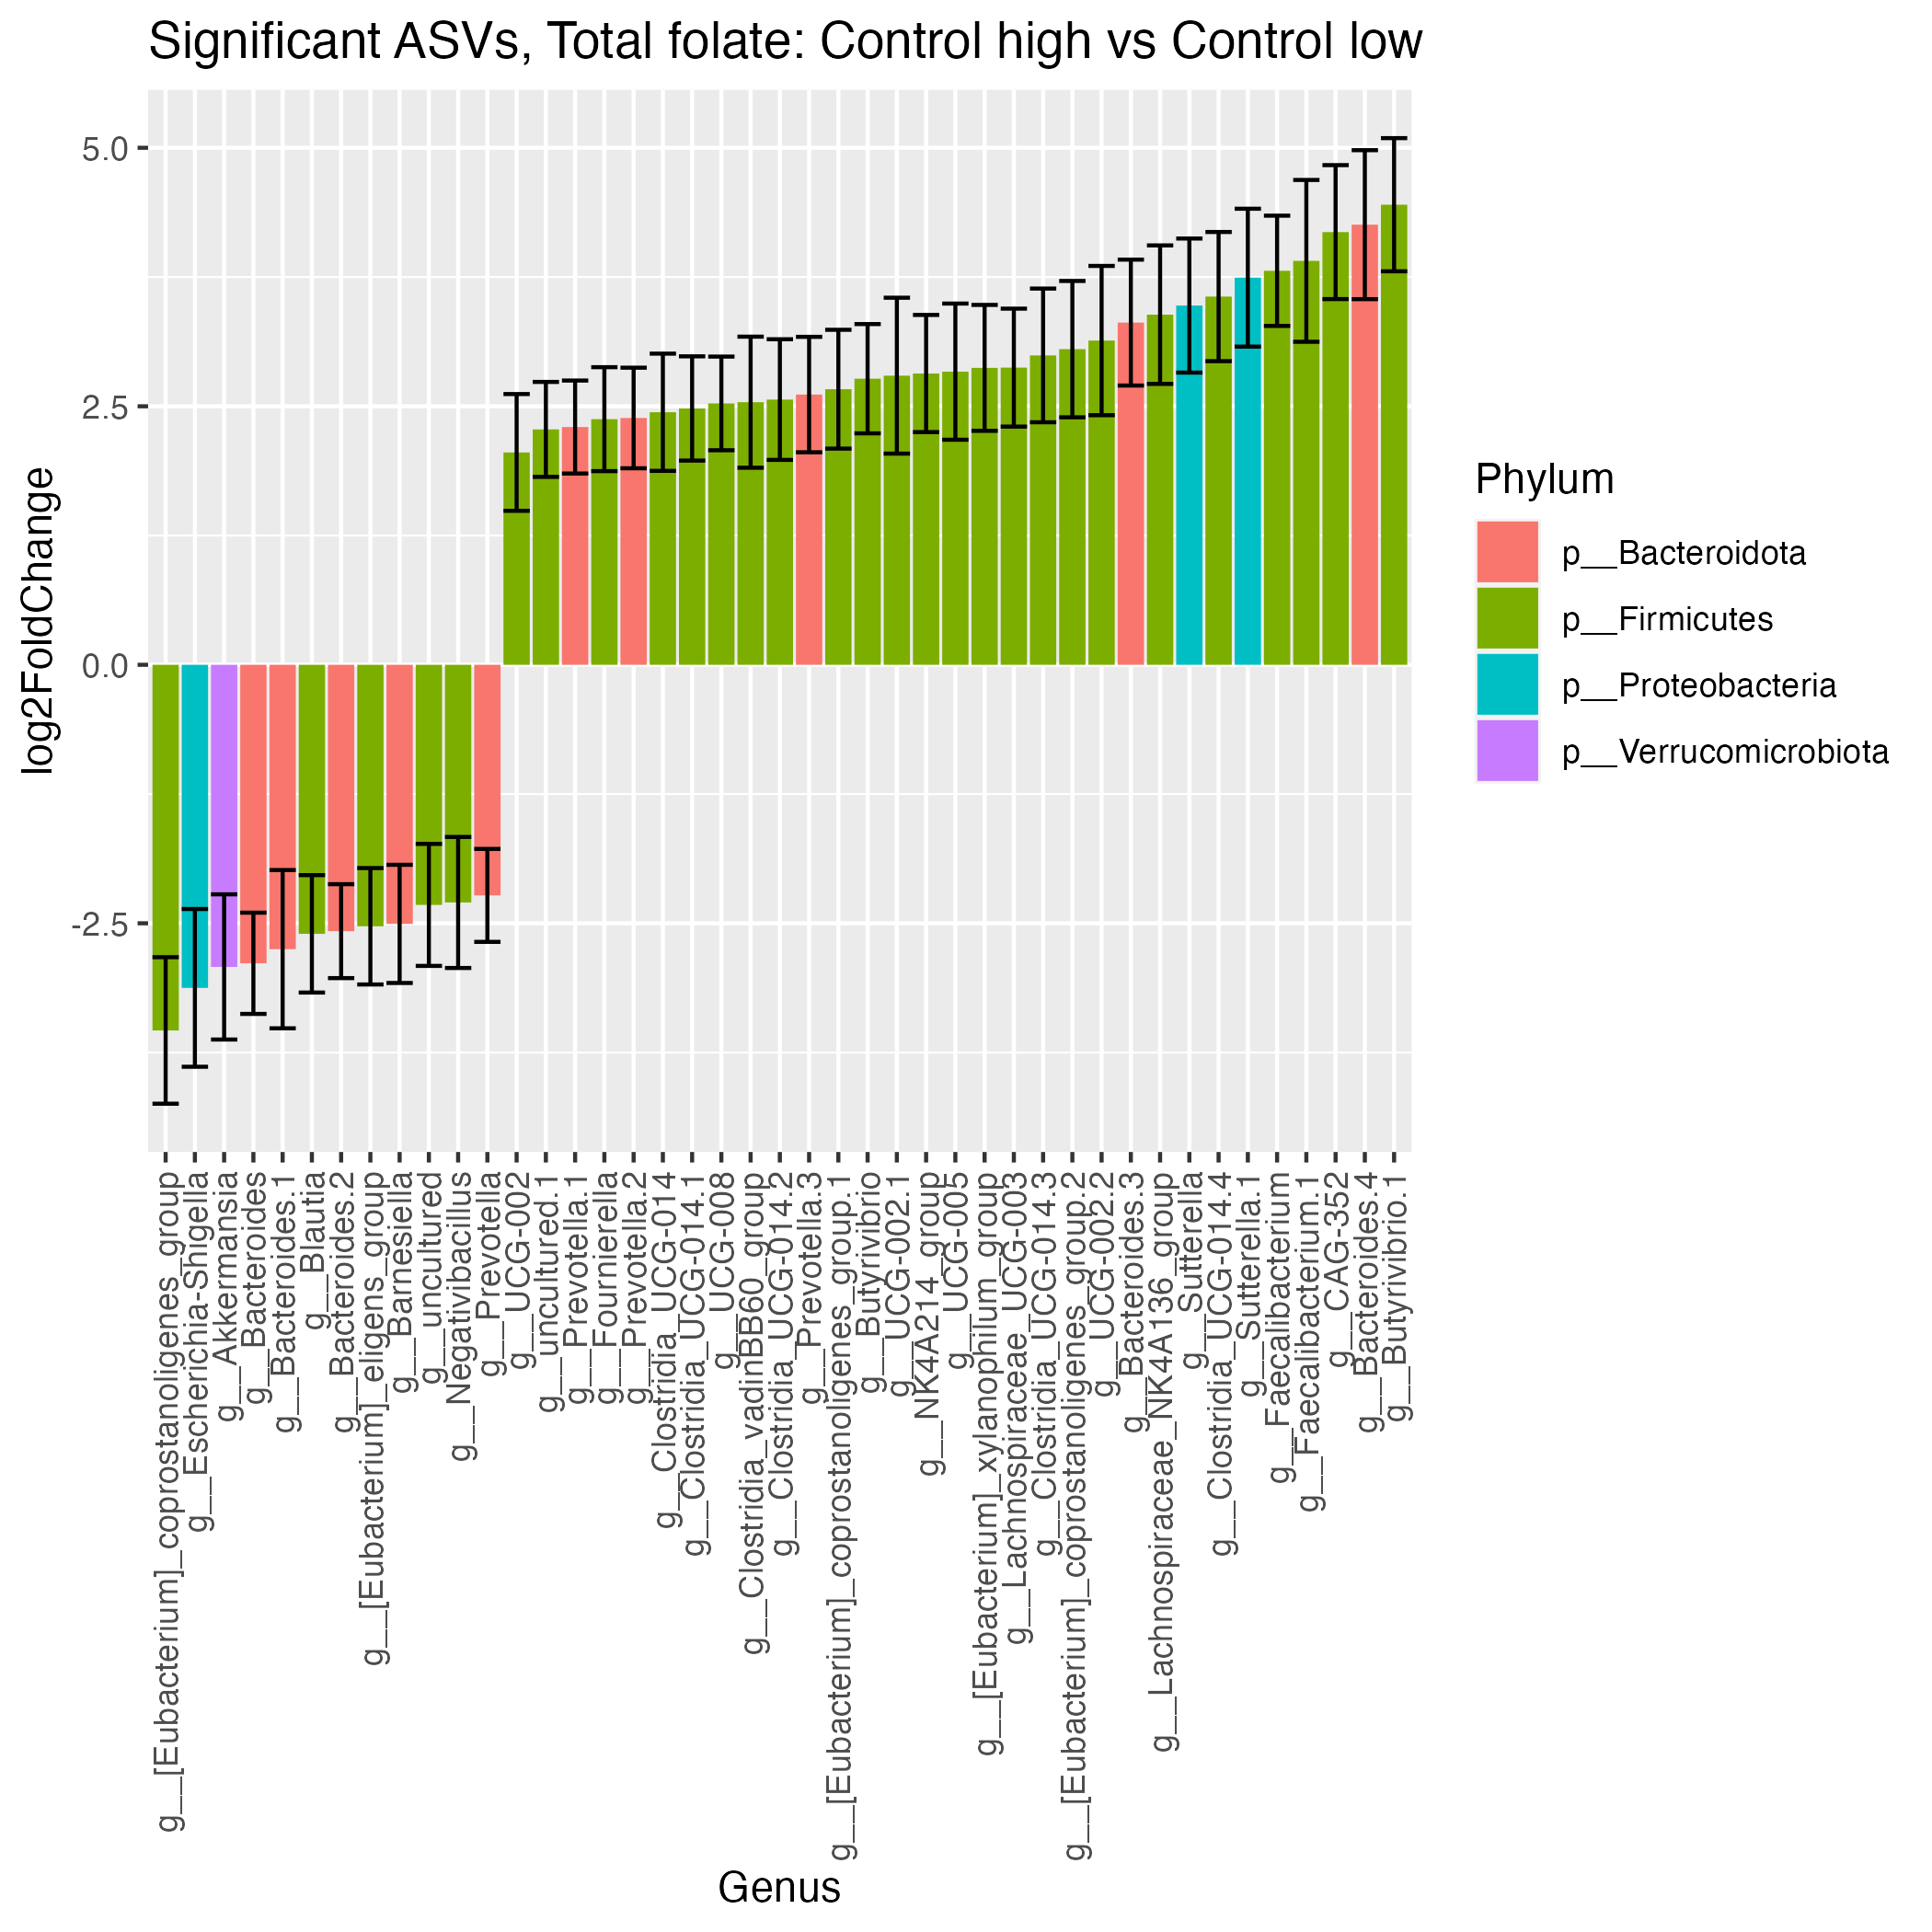 Significant ASVs, Total folate: Control high vs Control low
log2FoldChange
5.0
2.5
0.0
-2.5
g__[Eubacterium]_coprostanoligenes_group
g__Escherichia-Shigella
g__Akkermansia
g__Bacteroides
g__Bacteroides.1
g__Blautia
g__Bacteroides.2
g__[Eubacterium]_eligens_group
g__Barnesiella
g__uncultured
g__Negativibacillus
g__Prevotella
g__UCG-002
g__uncultured.1
g__Prevotella.1
g__Fournierella
g__Prevotella.2
g__Clostridia_UCG-014
g__Clostridia_UCG-014.1
g__UCG-008
g__Clostridia_vadinBB60_group
g__Clostridia_UCG-014.2
g__Prevotella.3
g__[Eubacterium]_coprostanoligenes_group.1
g__Butyrivibrio
g__UCG-002.1
g__NK4A214_group
g__UCG-005
g__[Eubacterium]_xylanophilum_group
g__Lachnospiraceae_UCG-003
g__Clostridia_UCG-014.3
g__[Eubacterium]_coprostanoligenes_group.2
g__UCG-002.2
g__Bacteroides.3
g__Lachnospiraceae_NK4A136_group
g__Sutterella
g__Clostridia_UCG-014.4
g__Sutterella.1
g__Faecalibacterium
g__Faecalibacterium.1
g__CAG-352
g__Bacteroides.4
g__Butyrivibrio.1
Genus
Phylum
p__Bacteroidota
p__Firmicutes
p__Proteobacteria
p__Verrucomicrobiota